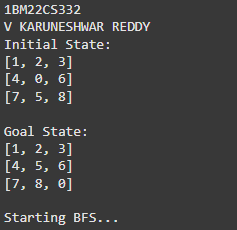 1BM22CS332
V KARUNESHWAR REDDY
Initial State:
[1, 2, 3]
[4, 0, 6]
[7, 5, 8]
Goal State:
[1, 2, 3]
[4, 5, 6]
[7, 8, 0]
Starting BFS...